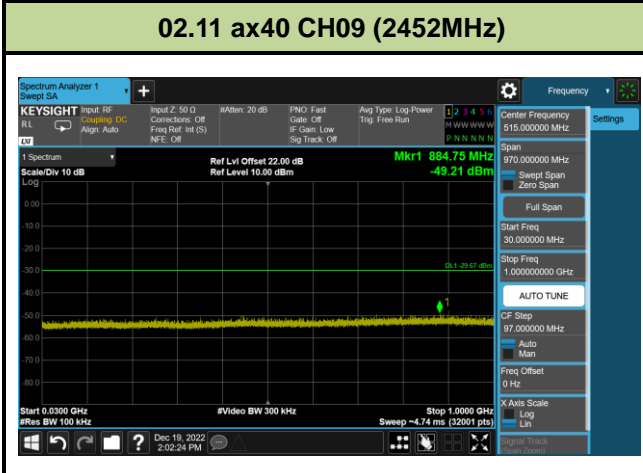 02.11 ax40 CH09 (2452MHz)
Spectrum Analyzer 1
Swept SA
Frequency
KEYSIGHT
RL
LXI
Input: RF
Coupling: DC
Align: Auto
Input Z: 50 Ω
Corrections: Off
Freq Ref: Int (S)
NFE: Off
#Atten: 20 dB
PNO: Fast
Gate: Off
IF Gain: Low
Sig Track: Off
Avg Type: Log-Power
Trig: Free Run
1 2 3 4 5 6
M W W W W W
P N N N N N
1 Spectrum
Scale/Div 10 dB
Log
Ref Lvl Offset 22.00 dB
Ref Level 10.00 dBm
Mkr1 884.75 MHz
-49.21 dBm
0.00
-10.0
-20.0
-30.0
-40.0
-50.0
-60.0
-70.0
-80.0
DL1 -29.67 dBm
1
Start 0.0300 GHz
#Res BW 100 kHz
#Video BW 300 kHz
Stop 1.0000 GHz
Sweep ~4.74 ms (32001 pts)
Center Frequency
515.000000 MHz
Settings
Span
970.000000 MHz
Swept Span
Zero Span
Full Span
Start Freq
30.000000 MHz
Stop Freq
1.000000000 GHz
AUTO TUNE
CF Step
97.000000 MHz
Auto
Man
Freq Offset
0 Hz
X Axis Scale
Log
Lin
Signal Track
(Span Zoom)
?
Dec 19, 2022
2:02:24 PM